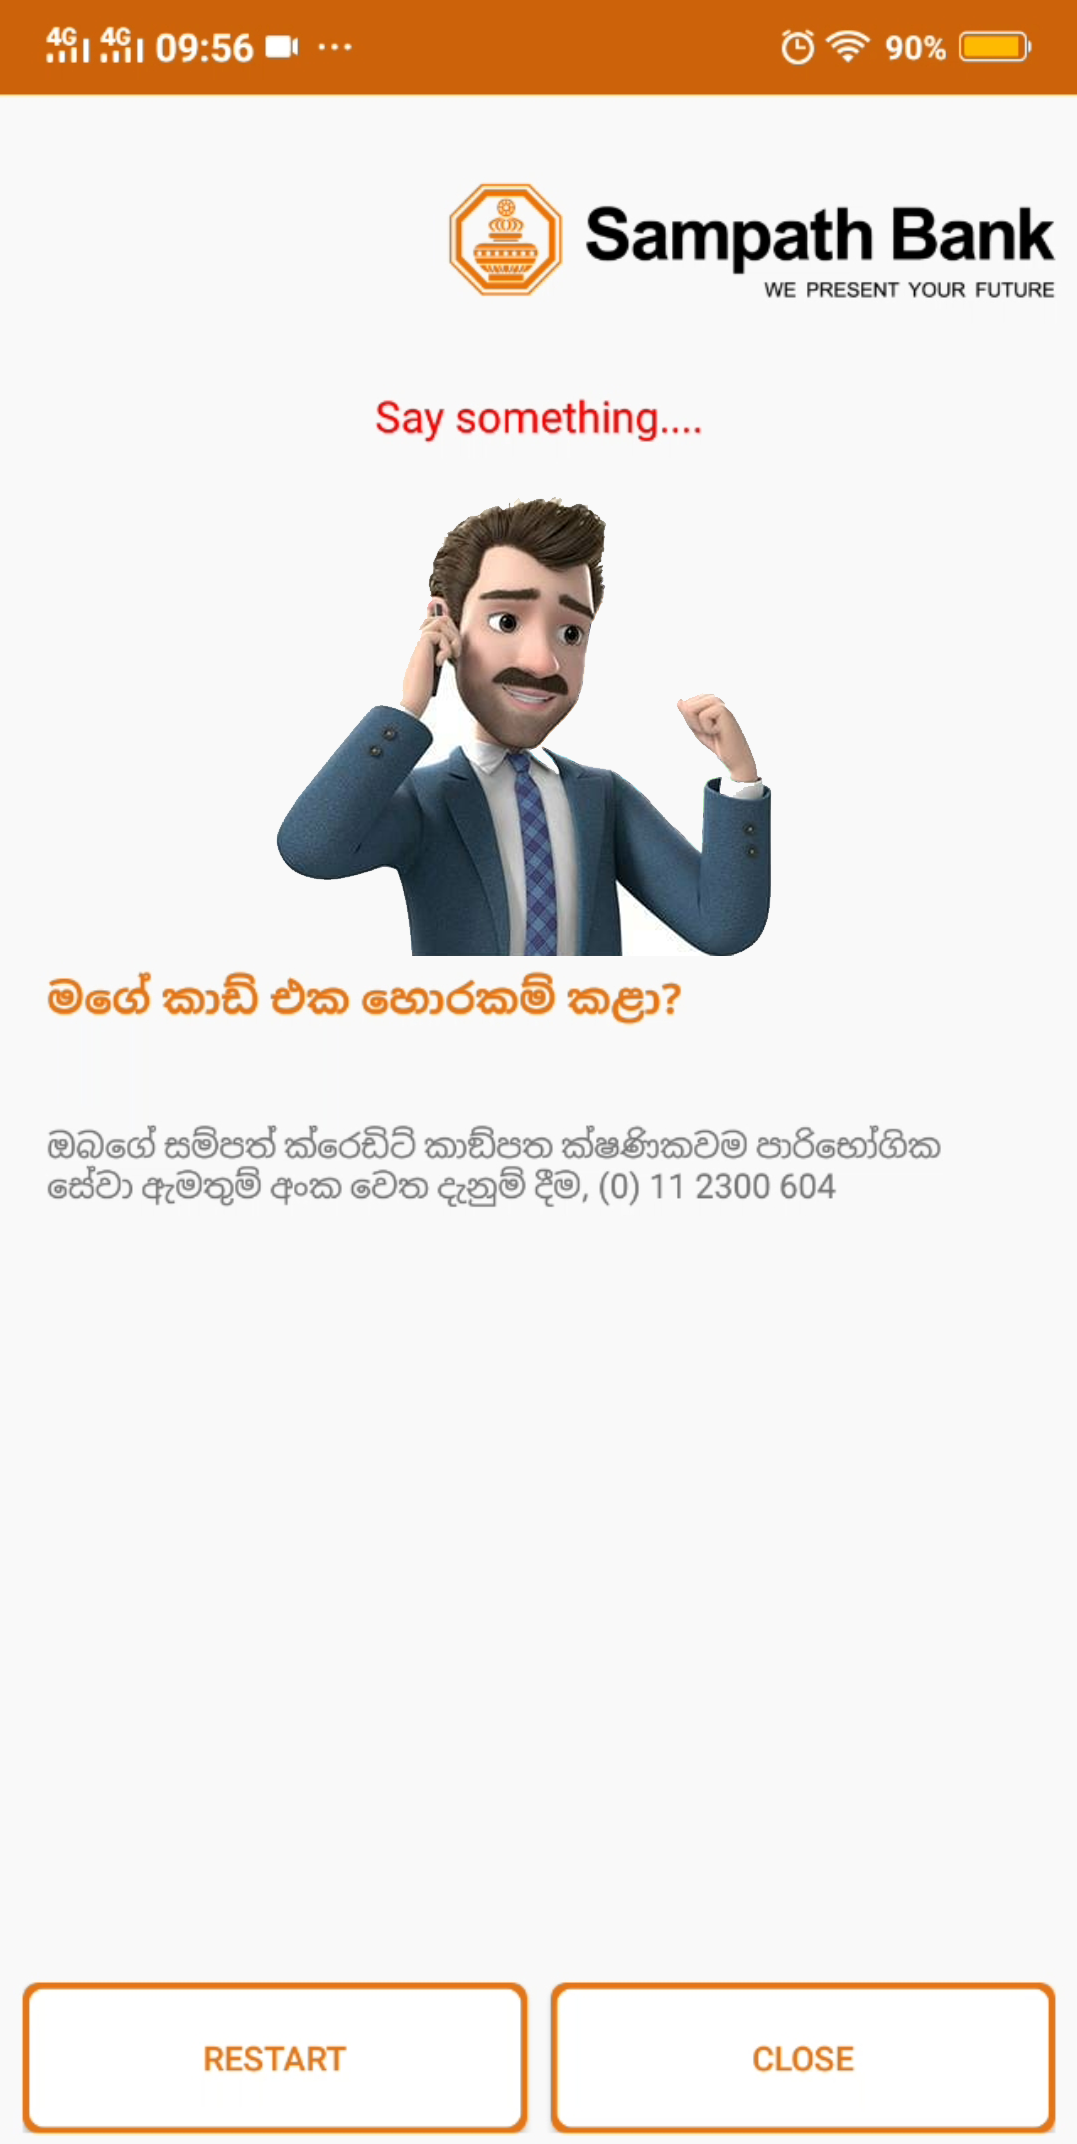 4G 4G 09:56 ... 90%
Sampath Bank
WE PRESENT YOUR FUTURE
Say something....
මගේ කාඩ් එක හොරකම් කළා?
ඔබගේ සම්පත් ක්රෙඩිට් කාඩ්පත ක්ෂණිකවම පාරිභෝගික
සේවා ඇමතුම් අංක වෙත දැනුම් දීම, (0) 11 2300 604
RESTART
CLOSE